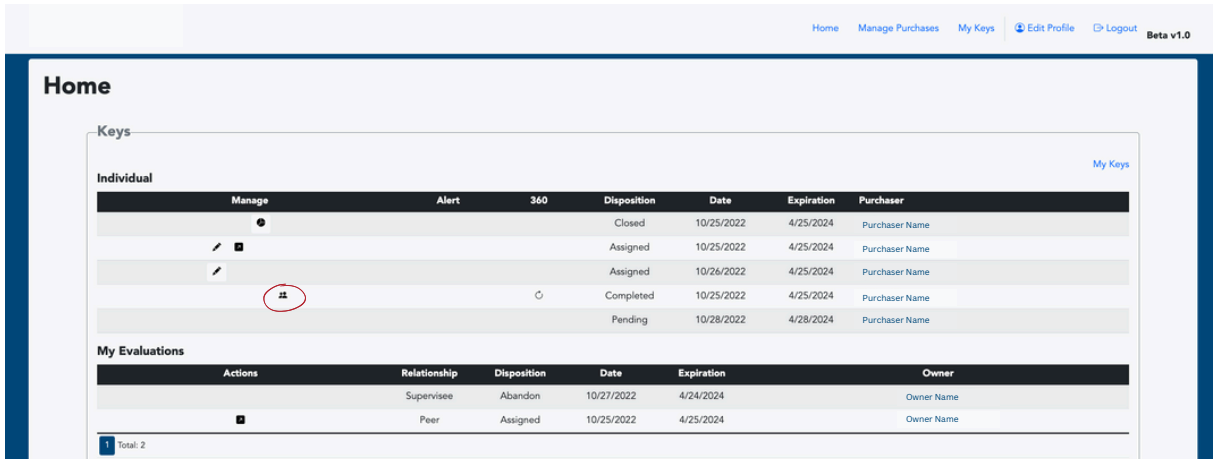 Home Manage Purchases My Keys Edit Profile Logout Beta v1.0
Home
Keys
My Keys
Individual
Manage Alert 360 Disposition Date Expiration Purchaser
Closed 10/25/2022 4/25/2024 Purchaser Name
Assigned 10/25/2022 4/25/2024 Purchaser Name
Assigned 10/26/2022 4/25/2024 Purchaser Name
Completed 10/25/2022 4/25/2024 Purchaser Name
Pending 10/28/2022 4/28/2024 Purchaser Name
My Evaluations
Actions Relationship Disposition Date Expiration Owner
Supervisee Abandon 10/27/2022 4/24/2024 Owner Name
Peer Assigned 10/25/2022 4/25/2024 Owner Name
1 Total: 2